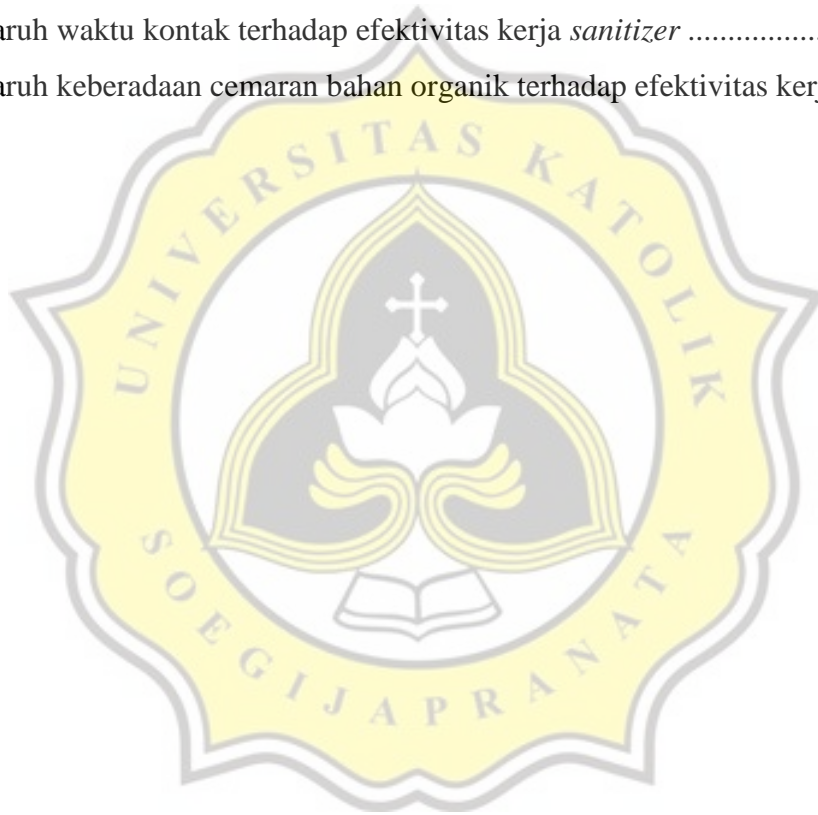 aruh waktu kontak terhadap efektivitas kerja sanitizer .................
aruh keberadaan cemaran bahan organik terhadap efektivitas kerj
UNIVERSITAS KATOLIK
SOEGIJAPRANATA